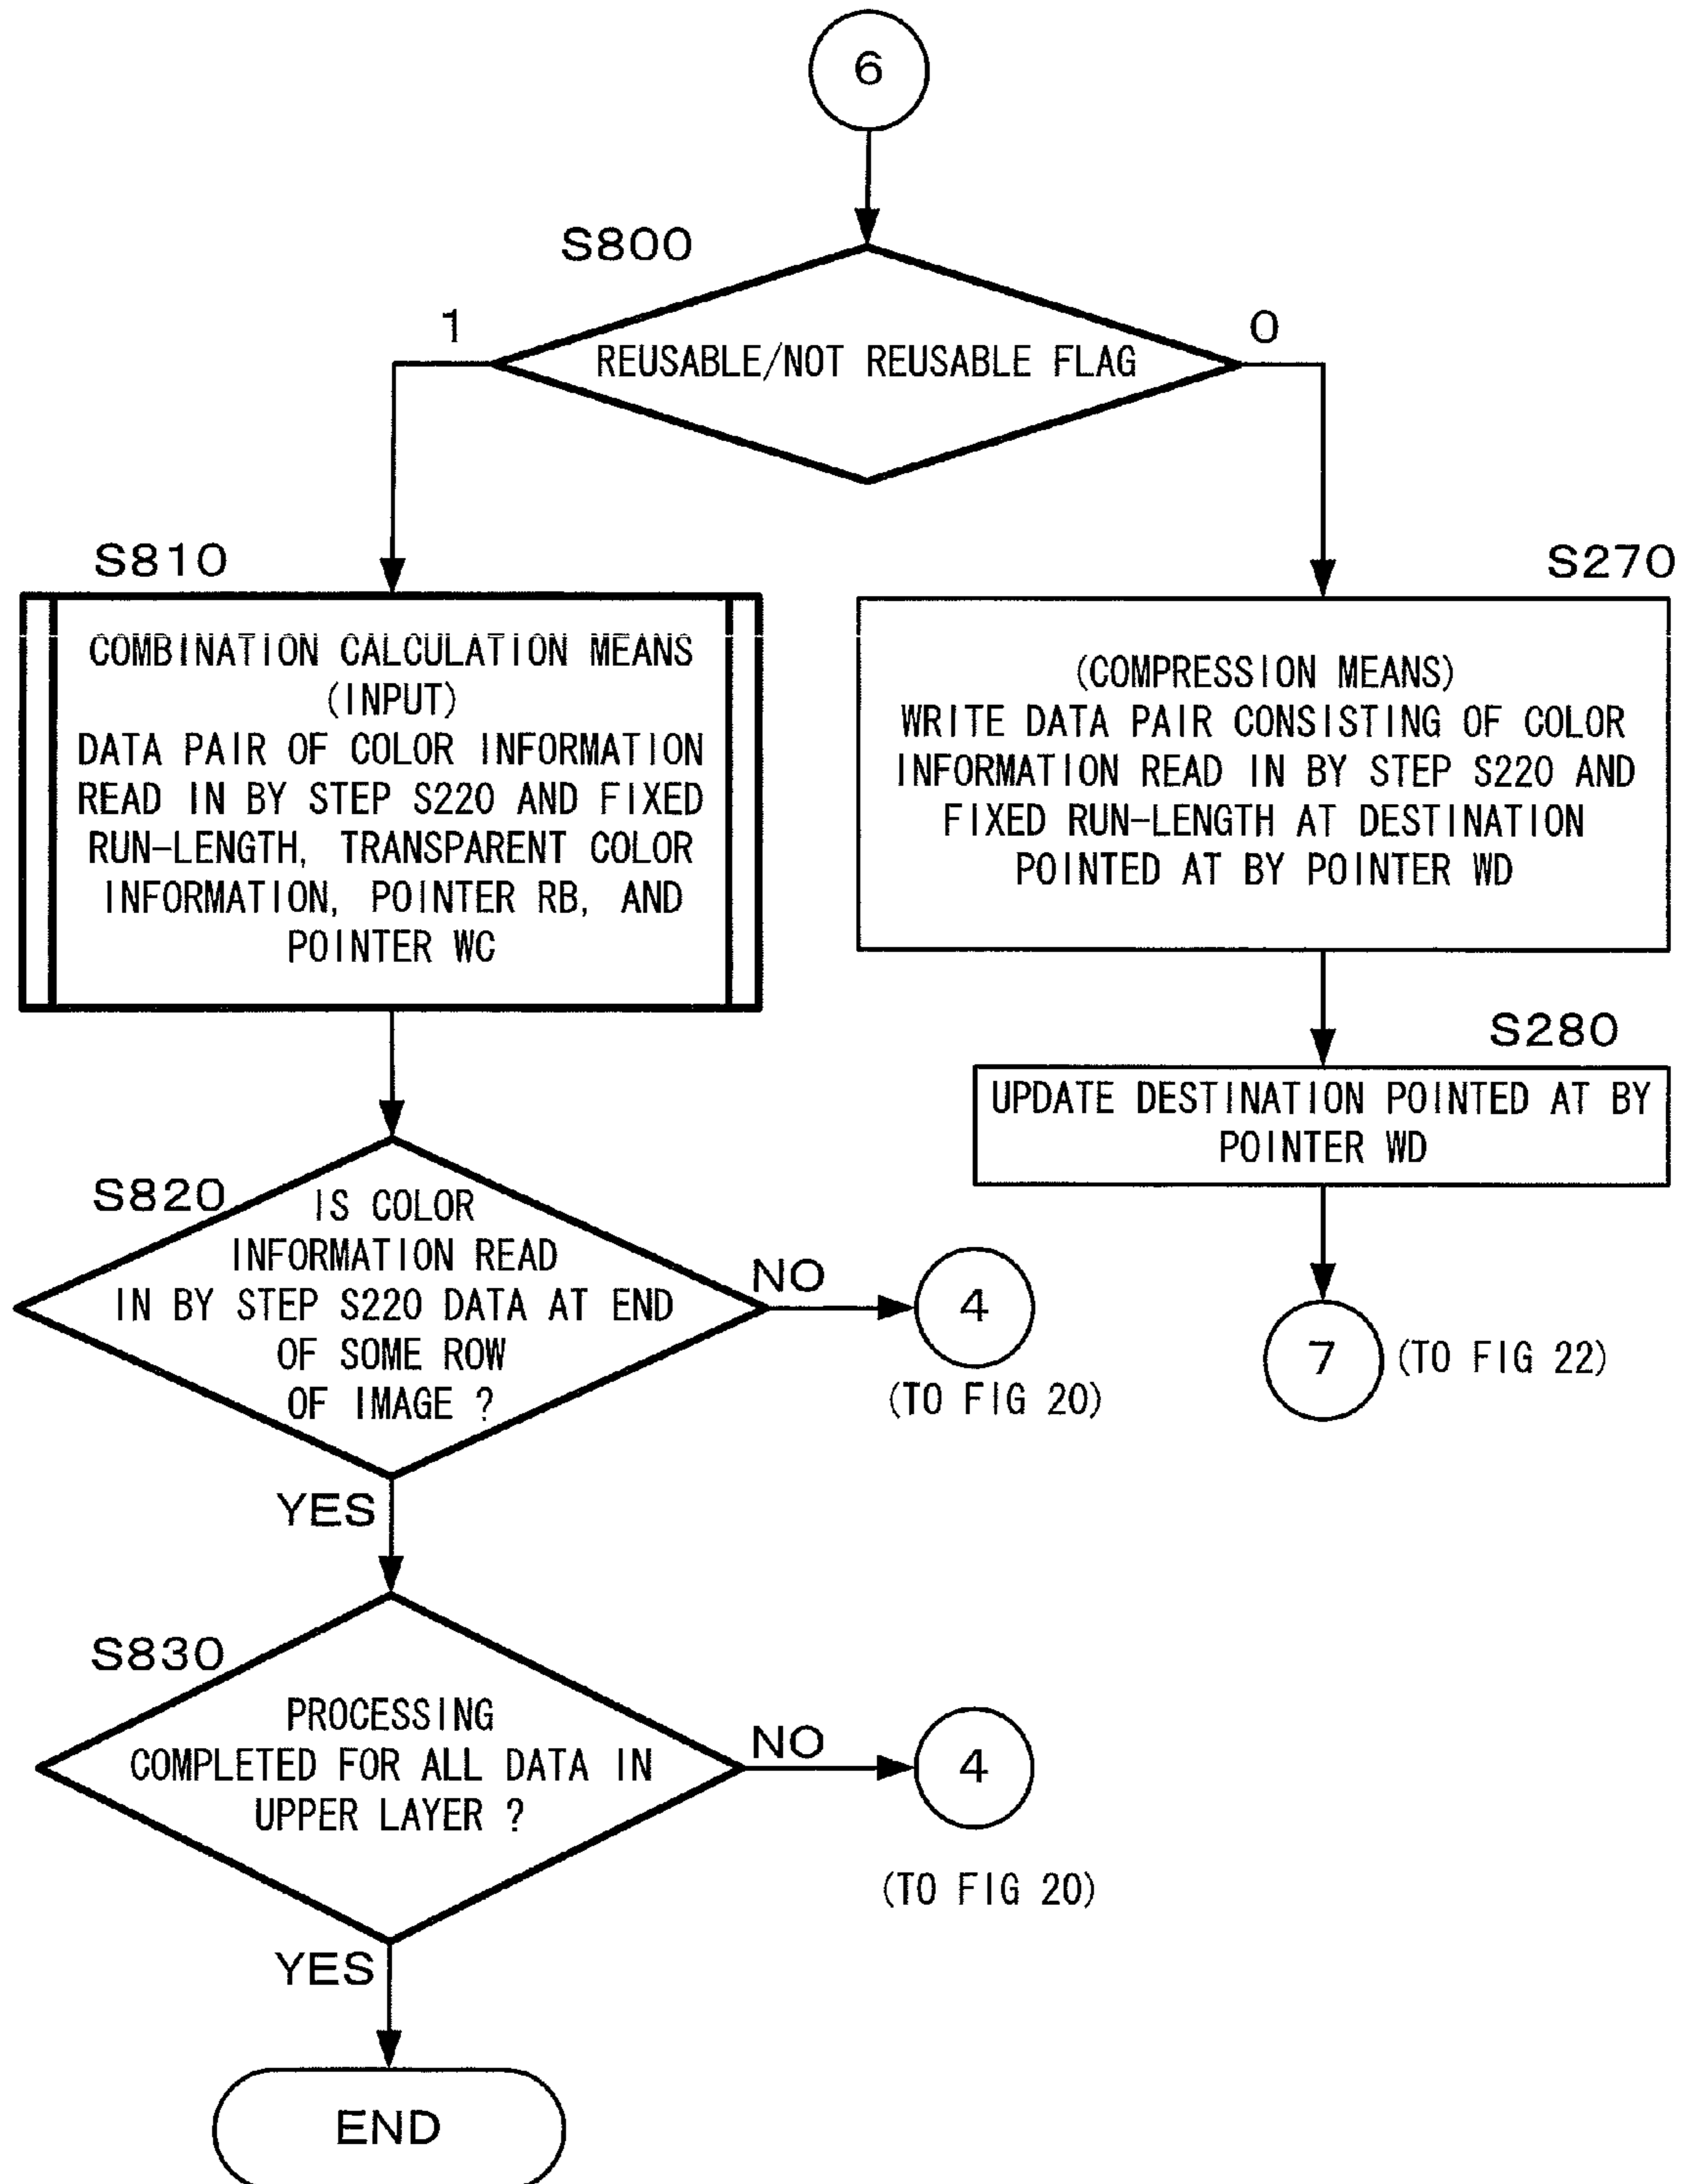 6
S800
1
0
REUSABLE/NOT REUSABLE FLAG
S810
COMBINATION CALCULATION MEANS
(INPUT)
DATA PAIR OF COLOR INFORMATION
READ IN BY STEP S220 AND FIXED
RUN-LENGTH, TRANSPARENT COLOR
INFORMATION, POINTER RB, AND
POINTER WC
S270
(COMPRESSION MEANS)
WRITE DATA PAIR CONSISTING OF COLOR
INFORMATION READ IN BY STEP S220 AND
FIXED RUN-LENGTH AT DESTINATION
POINTED AT BY POINTER WD
S280
UPDATE DESTINATION POINTED AT BY
POINTER WD
S820
IS COLOR
INFORMATION READ
IN BY STEP S220 DATA AT END
OF SOME ROW
OF IMAGE ?
NO
4
(TO FIG 20)
7
(TO FIG 22)
YES
S830
PROCESSING
COMPLETED FOR ALL DATA IN
UPPER LAYER ?
NO
4
(TO FIG 20)
YES
END